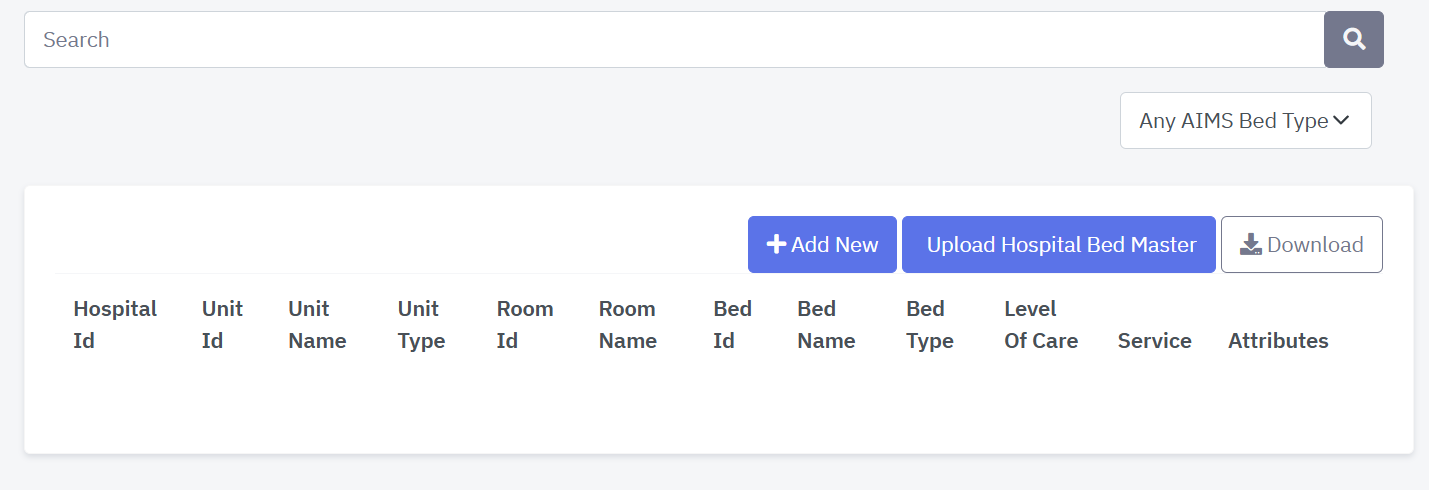 Search
Any AIMS Bed Type
Add New Upload Hospital Bed Master Download
Hospital Unit Unit Unit Room Room Bed Bed Bed Level
Id Id Name Type Id Name Id Name Type Of Care Service Attributes